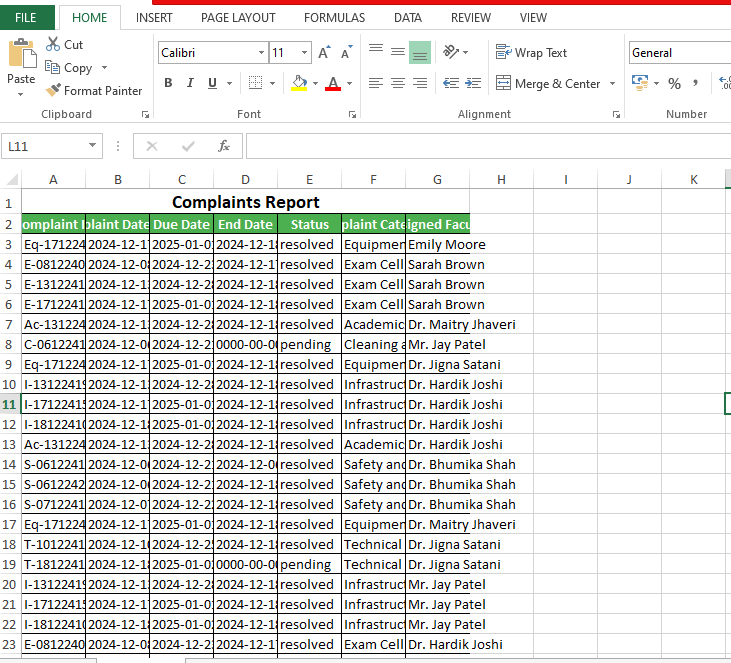 FILE HOME INSERT PAGE LAYOUT FORMULAS DATA REVIEW VIEW
Cut
Copy
Format Painter
Paste
Clipboard
Calibri 11 A A
B I U A
Font
Wrap Text
Merge & Center
Alignment
General
% ,
Number
L11 fx
A B C D E F G H I J K
1 Complaints Report
2 omplaint plaint Date Due Date End Date Status plaint Cate igned Facu
3 Eq-171224 2024-12-1 2025-01-0 2024-12-1 resolved Equipmen Emily Moore
4 E-0812240 2024-12-0 2024-12-2 2024-12-1 resolved Exam Cell Sarah Brown
5 E-1312241 2024-12-1 2024-12-2 2024-12-1 resolved Exam Cell Sarah Brown
6 E-1712241 2024-12-1 2025-01-0 2024-12-1 resolved Exam Cell Sarah Brown
7 Ac-131224 2024-12-1 2024-12-2 2024-12-1 resolved Academic Dr. Maitry Jhaveri
8 C-0612241 2024-12-0 2024-12-2 0000-00-0 pending Cleaning a Mr. Jay Patel
9 Eq-171224 2024-12-1 2025-01-0 2024-12-1 resolved Equipmen Dr. Jigna Satani
10 I-1312241 2024-12-1 2024-12-2 2024-12-1 resolved Infrastruct Dr. Hardik Joshi
11 I-1712241 2024-12-1 2025-01-0 2024-12-1 resolved Infrastruct Dr. Hardik Joshi
12 I-1812241 2024-12-1 2025-01-0 2024-12-1 resolved Infrastruct Dr. Hardik Joshi
13 Ac-131224 2024-12-1 2024-12-2 2024-12-1 resolved Academic Dr. Hardik Joshi
14 S-0612241 2024-12-0 2024-12-2 2024-12-0 resolved Safety and Dr. Bhumika Shah
15 S-0612242 2024-12-0 2024-12-2 2024-12-1 resolved Safety and Dr. Bhumika Shah
16 S-0712241 2024-12-0 2024-12-2 2024-12-1 resolved Safety and Dr. Bhumika Shah
17 Eq-171224 2024-12-1 2025-01-0 2024-12-1 resolved Equipmen Dr. Maitry Jhaveri
18 T-1012241 2024-12-1 2024-12-2 2024-12-1 resolved Technical Dr. Jigna Satani
19 T-1812241 2024-12-1 2025-01-0 0000-00-0 pending Technical Dr. Jigna Satani
20 I-1312241 2024-12-1 2024-12-2 2024-12-1 resolved Infrastruct Mr. Jay Patel
21 I-1712241 2024-12-1 2025-01-0 2024-12-1 resolved Infrastruct Mr. Jay Patel
22 I-1812241 2024-12-1 2025-01-0 2024-12-1 resolved Infrastruct Mr. Jay Patel
23 E-0812240 2024-12-0 2024-12-2 2024-12-1 resolved Exam Cell Dr. Hardik Joshi